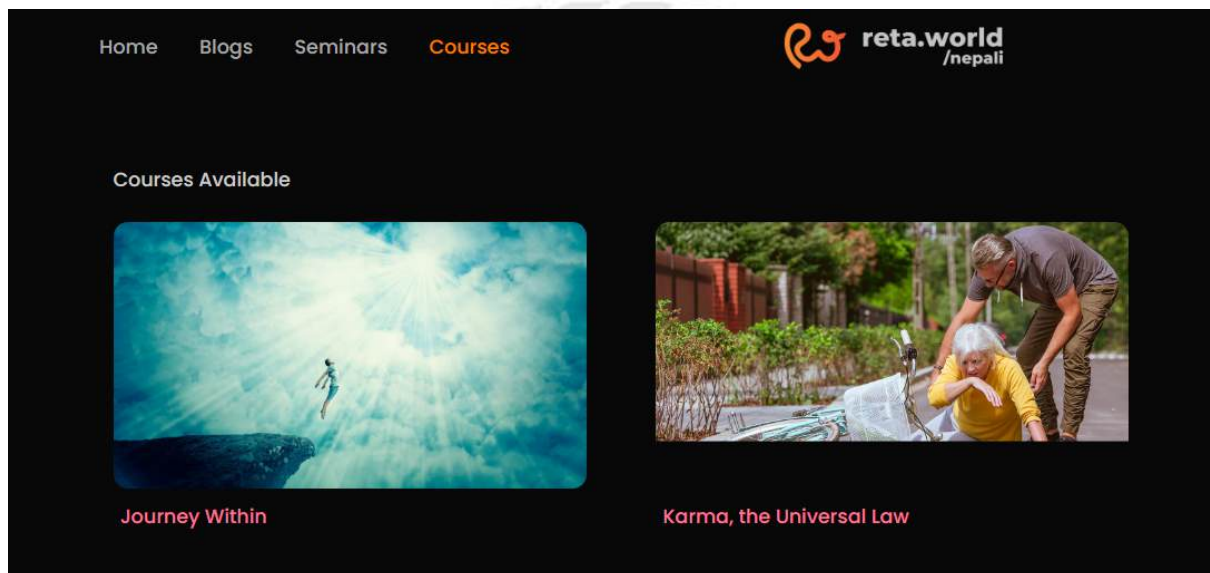 Home Blogs Seminars Courses
reta.world
/nepali
Courses Available
Journey Within
Karma, the Universal Law